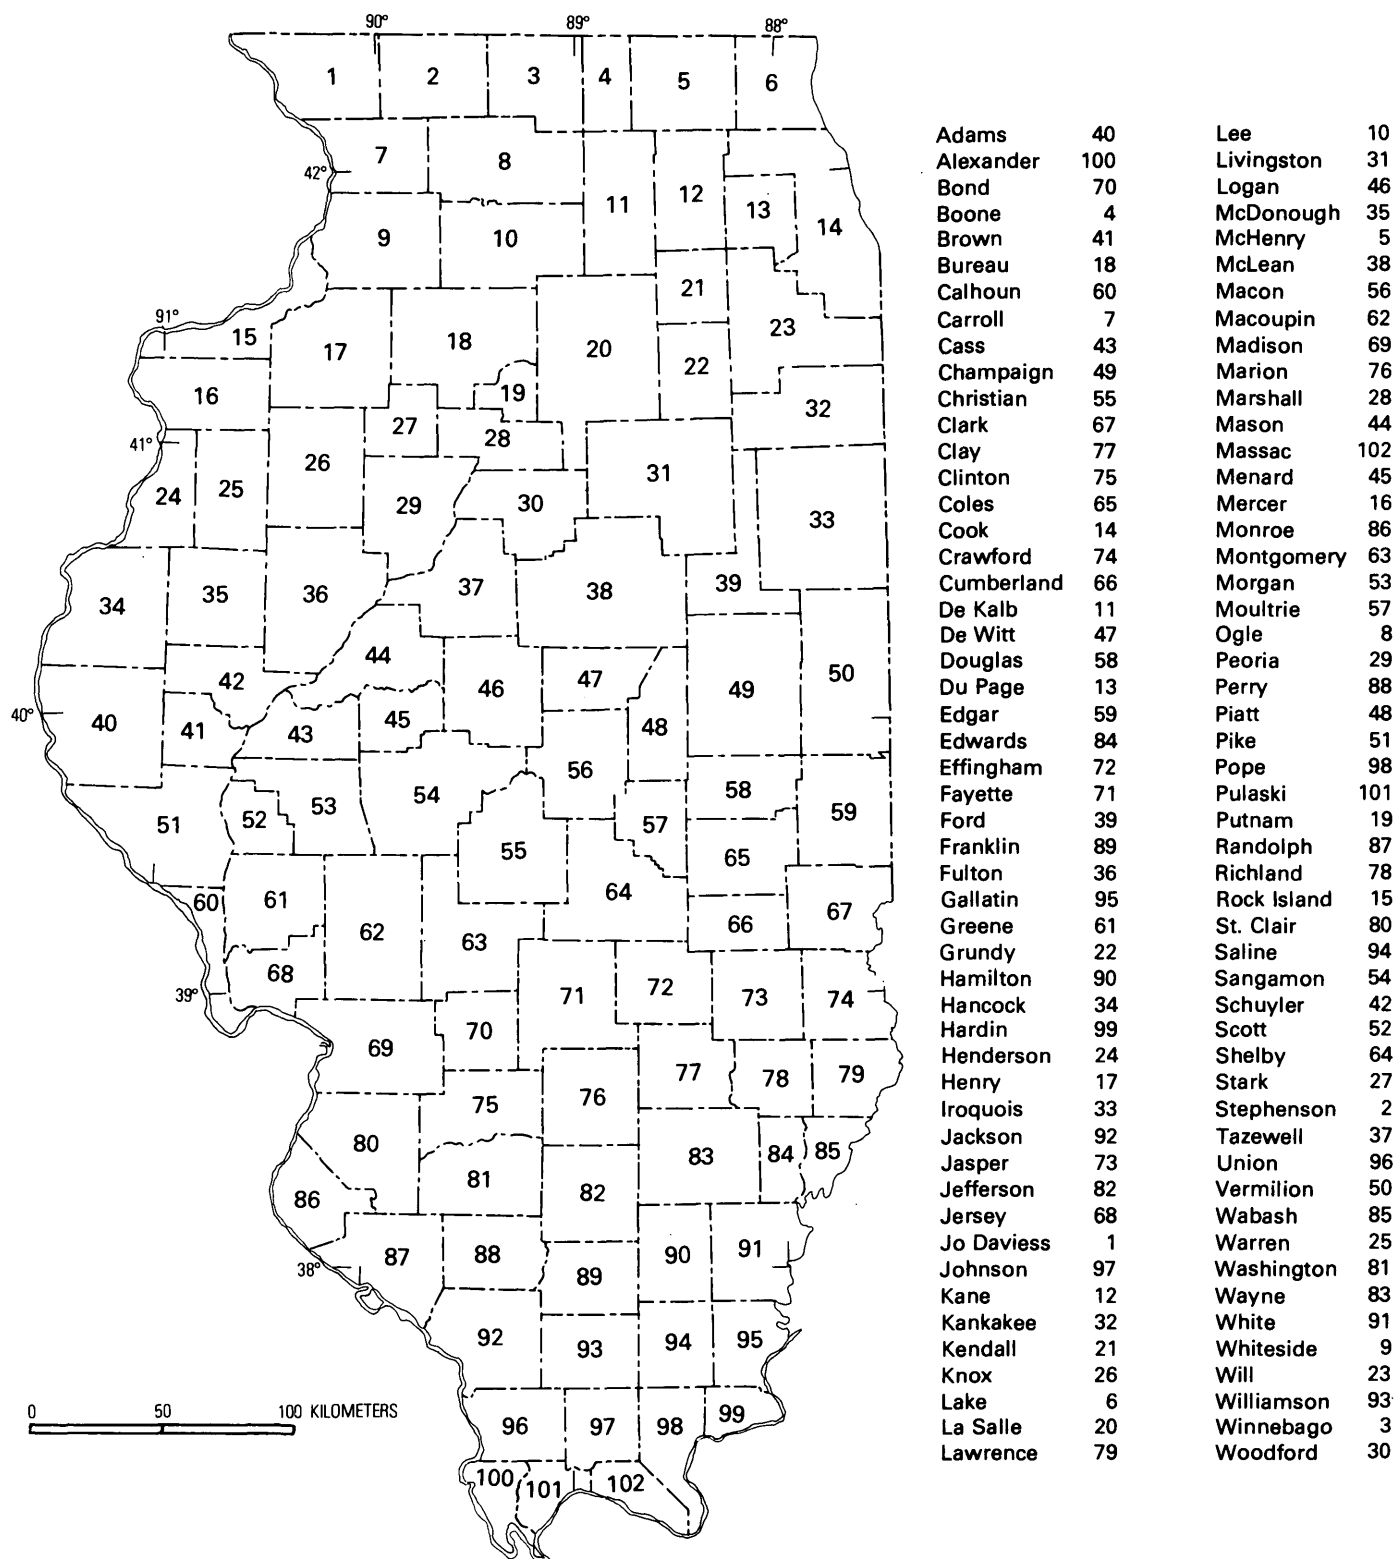 90° 89° 88°
1 2 3 4 5 6
7 8
42°
11 12 13 14
9 10
21
91°
15 17 18 20 22 23
16 19 32
27 28
41°
26 31
24 25 29 30 33
34 35 36 37 38 39
44
42 46 47 49 50
40°
40 41 43 45 48
56
51 52 53 54 57 58 59
55 65
60 61 62 63 64 66 67
68
39°
71 72 73 74
69 70
75 76 77 78 79
80 81 82 83 84 85
86
87 88 89 90 91
38°
92 93 94 95
96 97 98 99
100 101 102
0 50 100 KILOMETERS
Adams 40
Alexander 100
Bond 70
Boone 4
Brown 41
Bureau 18
Calhoun 60
Carroll 7
Cass 43
Champaign 49
Christian 55
Clark 67
Clay 77
Clinton 75
Coles 65
Cook 14
Crawford 74
Cumberland 66
De Kalb 11
De Witt 47
Douglas 58
Du Page 13
Edgar 59
Edwards 84
Effingham 72
Fayette 71
Ford 39
Franklin 89
Fulton 36
Gallatin 95
Greene 61
Grundy 22
Hamilton 90
Hancock 34
Hardin 99
Henderson 24
Henry 17
Iroquois 33
Jackson 92
Jasper 73
Jefferson 82
Jersey 68
Jo Daviess 1
Johnson 97
Kane 12
Kankakee 32
Kendall 21
Knox 26
Lake 6
La Salle 20
Lawrence 79
Lee 10
Livingston 31
Logan 46
McDonough 35
McHenry 5
McLean 38
Macon 56
Macoupin 62
Madison 69
Marion 76
Marshall 28
Mason 44
Massac 102
Menard 45
Mercer 16
Monroe 86
Montgomery 63
Morgan 53
Moultrie 57
Ogle 8
Peoria 29
Perry 88
Piatt 48
Pike 51
Pope 98
Pulaski 101
Putnam 19
Randolph 87
Richland 78
Rock Island 15
St. Clair 80
Saline 94
Sangamon 54
Schuyler 42
Scott 52
Shelby 64
Stark 27
Stephenson 2
Tazewell 37
Union 96
Vermilion 50
Wabash 85
Warren 25
Washington 81
Wayne 83
White 91
Whiteside 9
Will 23
Williamson 93
Winnebago 3
Woodford 30